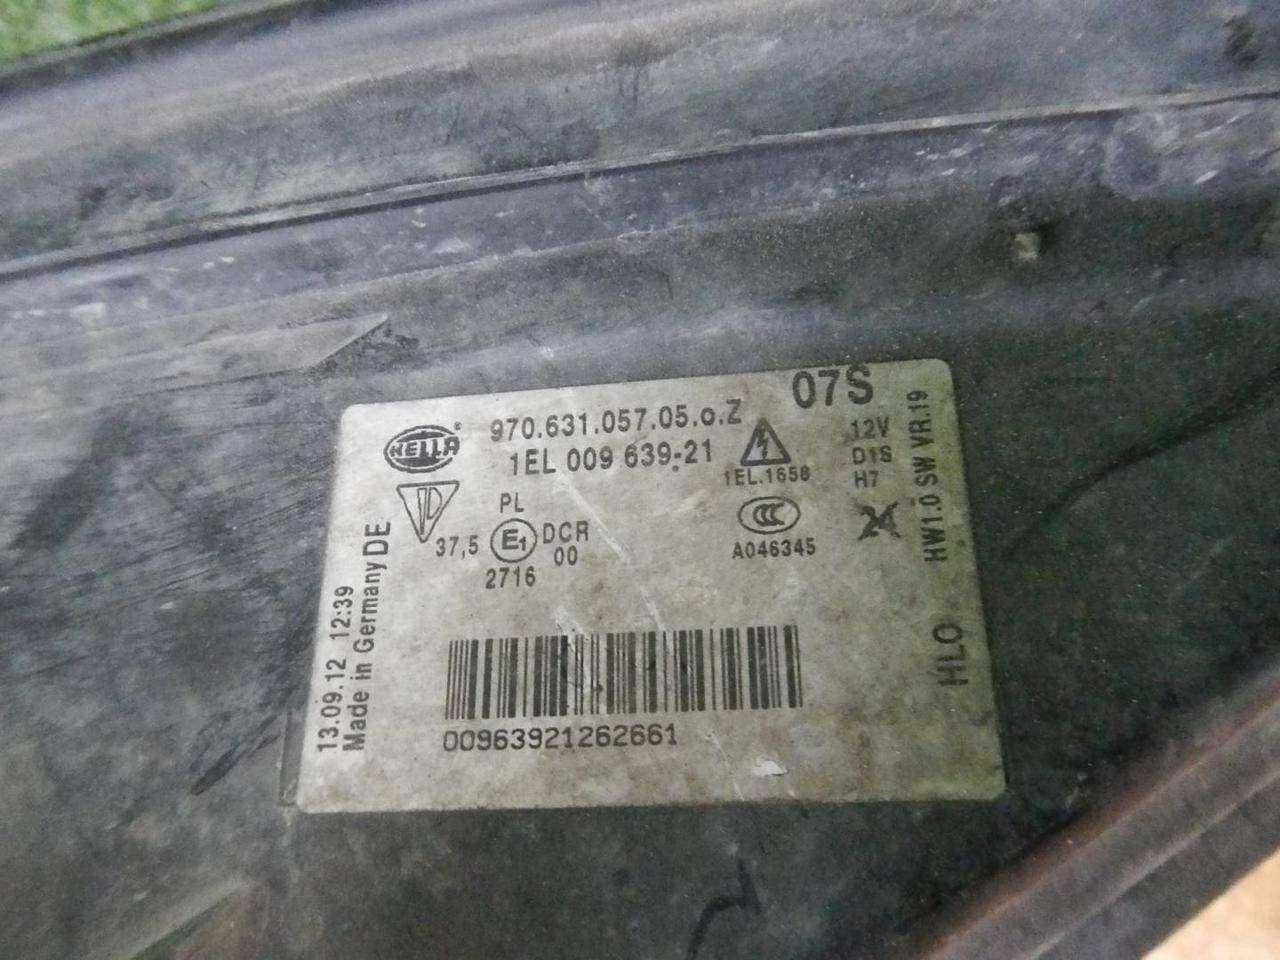 07S
HELLA
970.631.057.05.o.Z
1EL 009 639-21
12V
D1S
H7
1EL.1658
PL
37,5
E1
DCR
00
2716
CCC
A046345
24
HW1.0 SW VR.19
HLO
13.09.12 12:39
Made in Germany DE
00963921262661